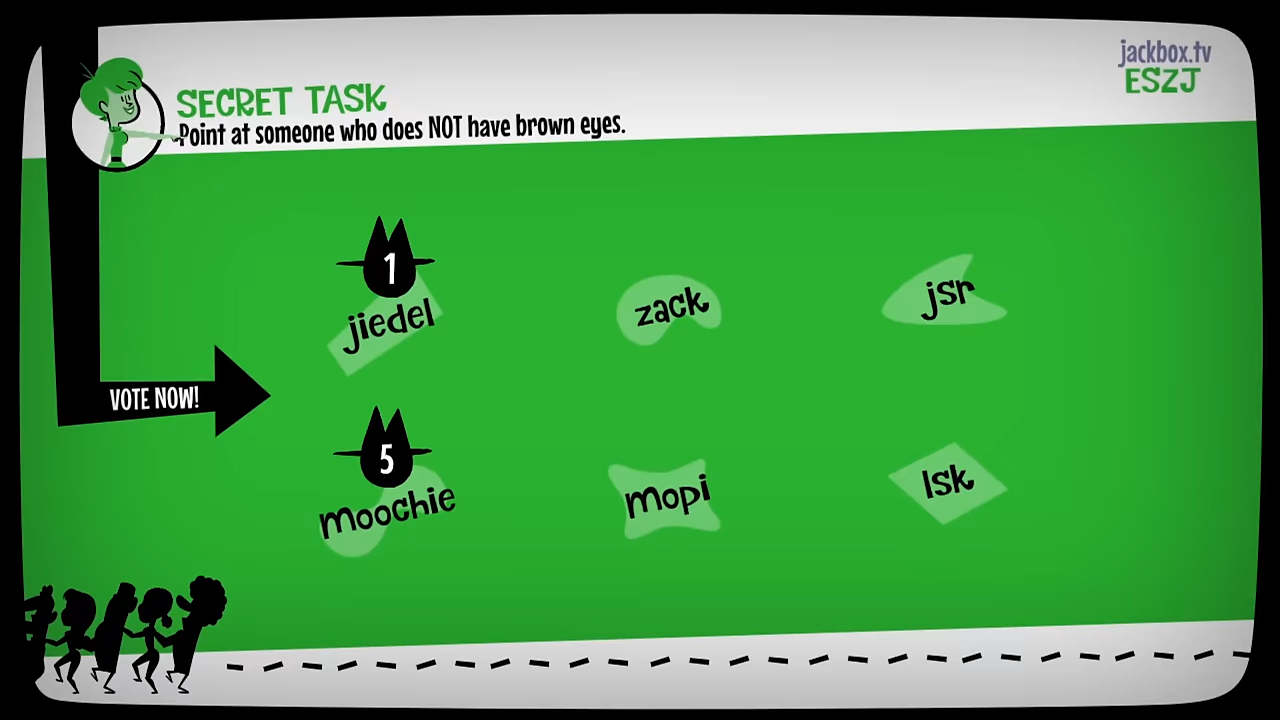 jackbox.tv
ESZJ
SECRET TASK
Point at someone who does NOT have brown eyes.
1
jiedel
zack
jsr
VOTE NOW!
5
moochie
mopi
lsk